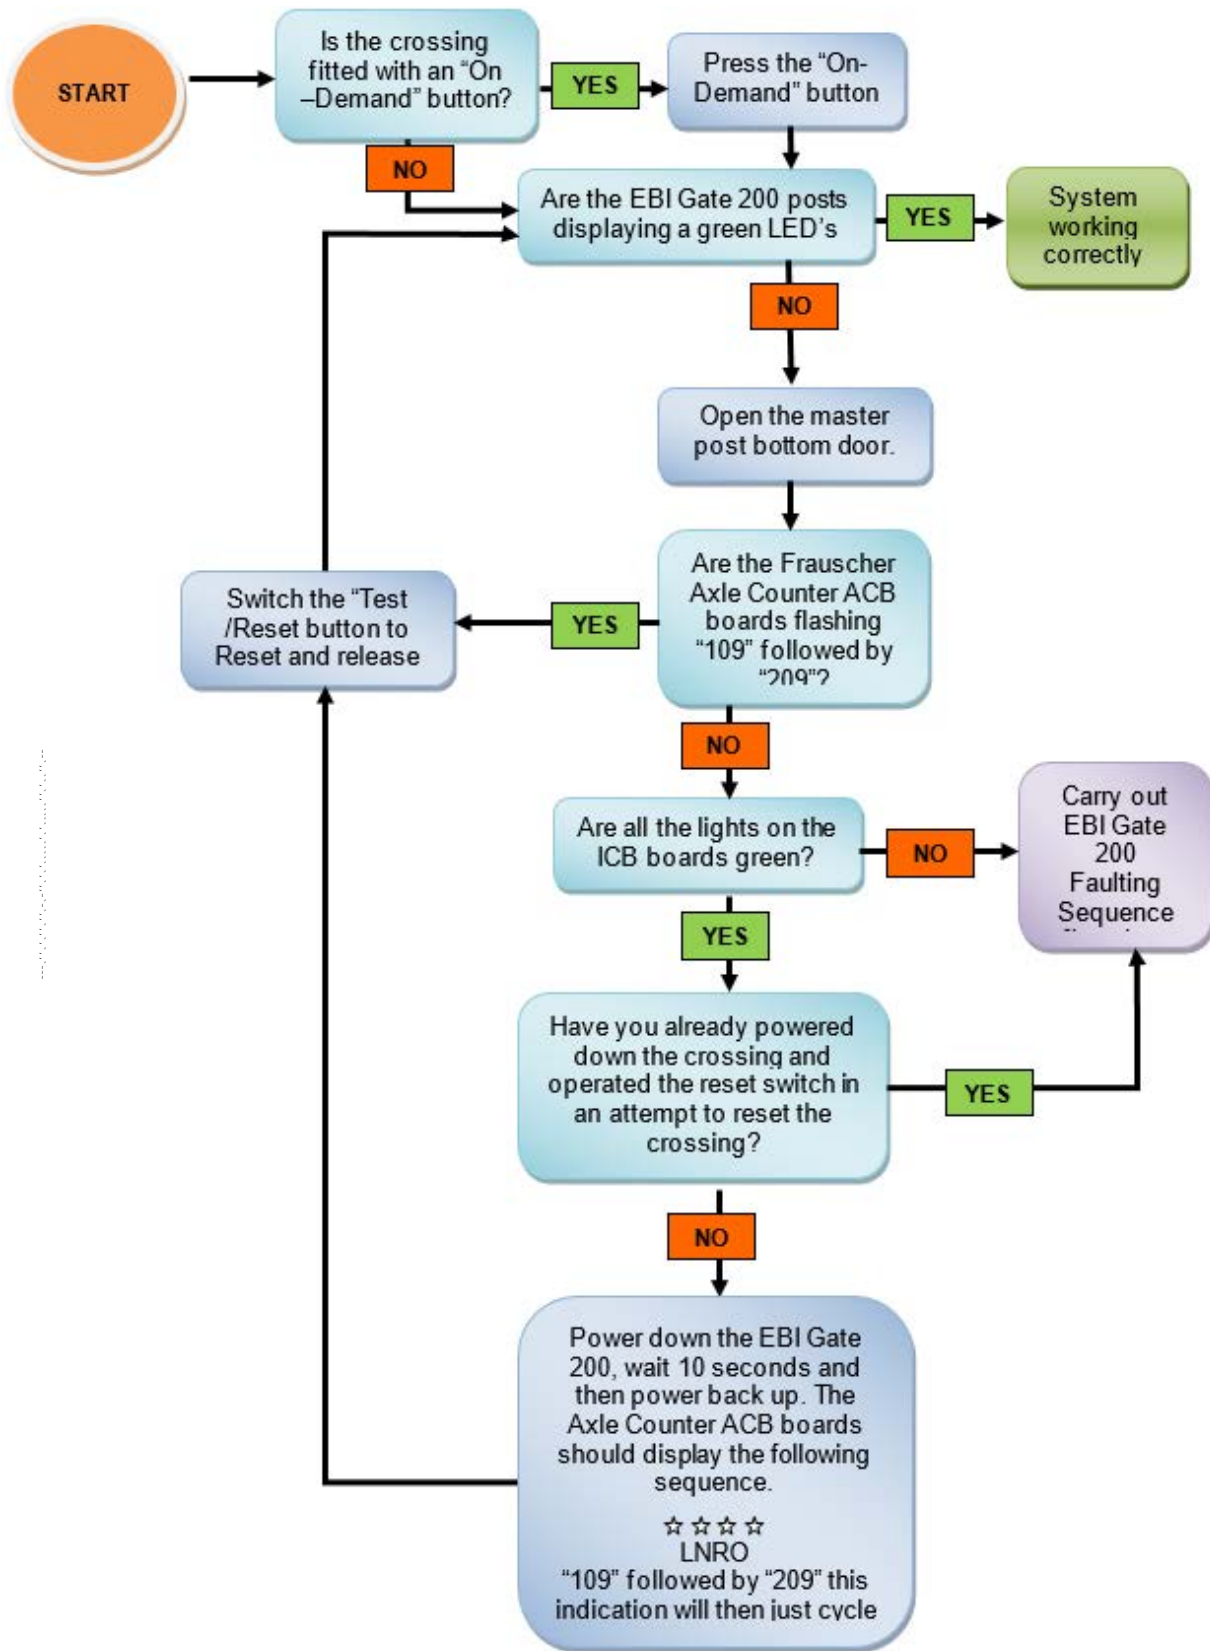 START
Is the crossing
fitted with an “On
–Demand” button?
YES
Press the “On-
Demand” button
NO
Are the EBI Gate 200 posts
displaying a green LED’s
YES
System
working
correctly
NO
Open the master
post bottom door.
Are the Frauscher
Axle Counter ACB
boards flashing
“109” followed by
“209”?
YES
Switch the “Test
/Reset button to
Reset and release
NO
Are all the lights on the
ICB boards green?
NO
Carry out
EBI Gate
200
Faulting
Sequence
YES
Have you already powered
down the crossing and
operated the reset switch in
an attempt to reset the
crossing?
YES
NO
Power down the EBI Gate
200, wait 10 seconds and
then power back up. The
Axle Counter ACB boards
should display the following
sequence.
☆☆☆☆
LNRO
“109” followed by “209” this
indication will then just cycle